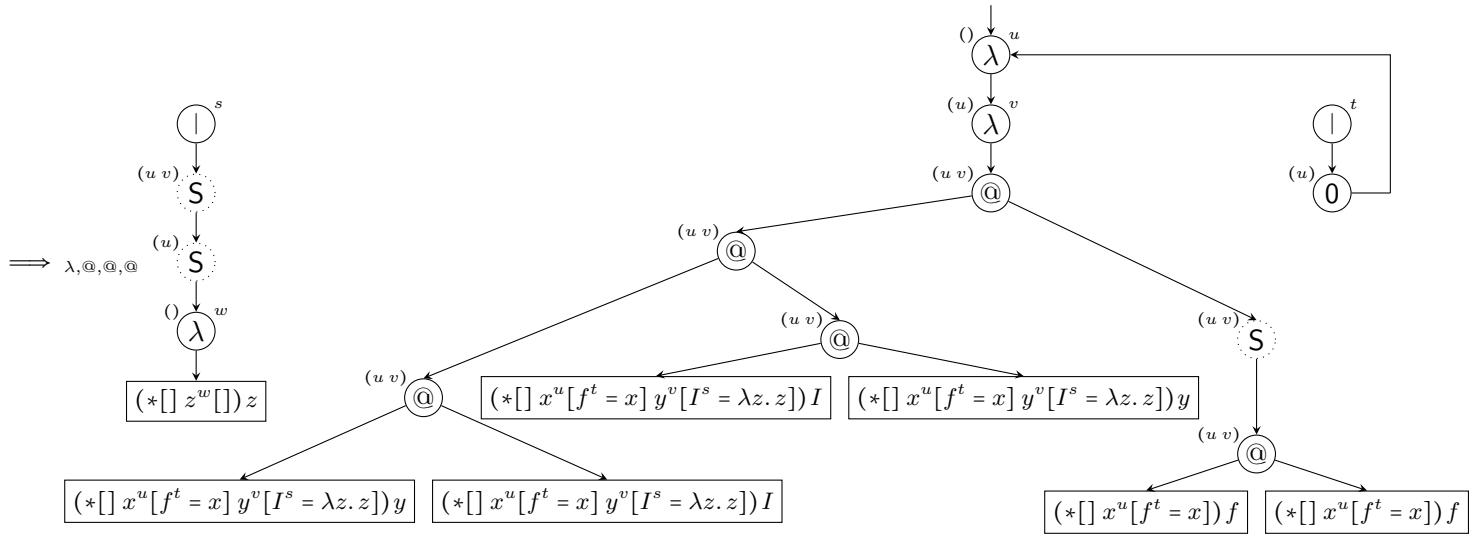 () λ u
| s
(u) λ v
| t
(u v) S
(u v) @
(u) 0
(u v) @
(u) S
⟹ λ,@,@,@
() λ w
(u v) @
(u v) S
(∗[] z^w[]) z
(u v) @
(∗[] x^u[f^t = x] y^v[I^s = λz. z]) I
(∗[] x^u[f^t = x] y^v[I^s = λz. z]) y
(u v) @
(∗[] x^u[f^t = x] y^v[I^s = λz. z]) y
(∗[] x^u[f^t = x] y^v[I^s = λz. z]) I
(∗[] x^u[f^t = x]) f
(∗[] x^u[f^t = x]) f